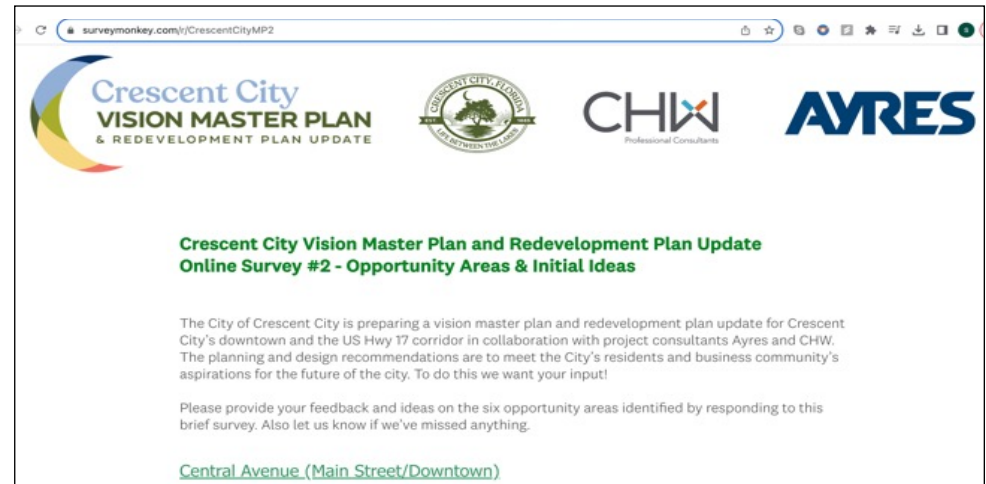 surveymonkey.com/r/CrescentCityMP2
Crescent City
VISION MASTER PLAN
& REDEVELOPMENT PLAN UPDATE
CRESCENT CITY, FLORIDA
EST.
LIFE BETWEEN THE LAKES
CHW
Professional Consultants
AYRES
Crescent City Vision Master Plan and Redevelopment Plan Update
Online Survey #2 - Opportunity Areas & Initial Ideas
The City of Crescent City is preparing a vision master plan and redevelopment plan update for Crescent
City's downtown and the US Hwy 17 corridor in collaboration with project consultants Ayres and CHW.
The planning and design recommendations are to meet the City's residents and business community's
aspirations for the future of the city. To do this we want your input!
Please provide your feedback and ideas on the six opportunity areas identified by responding to this
brief survey. Also let us know if we've missed anything.
Central Avenue (Main Street/Downtown)